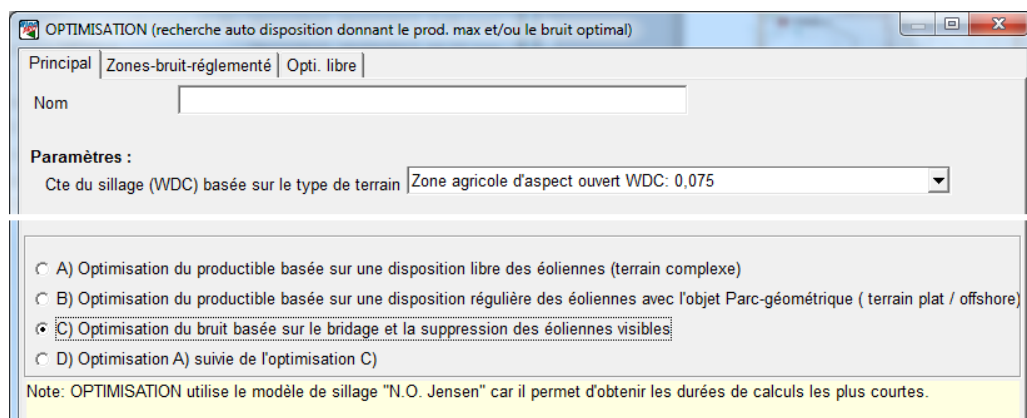 OPTIMISATION (recherche auto disposition donnant le prod. max et/ou le bruit optimal)
Principal Zones-bruit-réglementé Opti. libre
Nom
Paramètres :
Cte du sillage (WDC) basée sur le type de terrain Zone agricole d'aspect ouvert WDC: 0,075
A) Optimisation du productible basée sur une disposition libre des éoliennes (terrain complexe)
B) Optimisation du productible basée sur une disposition régulière des éoliennes avec l'objet Parc-géométrique ( terrain plat / offshore)
C) Optimisation du bruit basée sur le bridage et la suppression des éoliennes visibles
D) Optimisation A) suivie de l'optimisation C)
Note: OPTIMISATION utilise le modèle de sillage "N.O. Jensen" car il permet d'obtenir les durées de calculs les plus courtes.